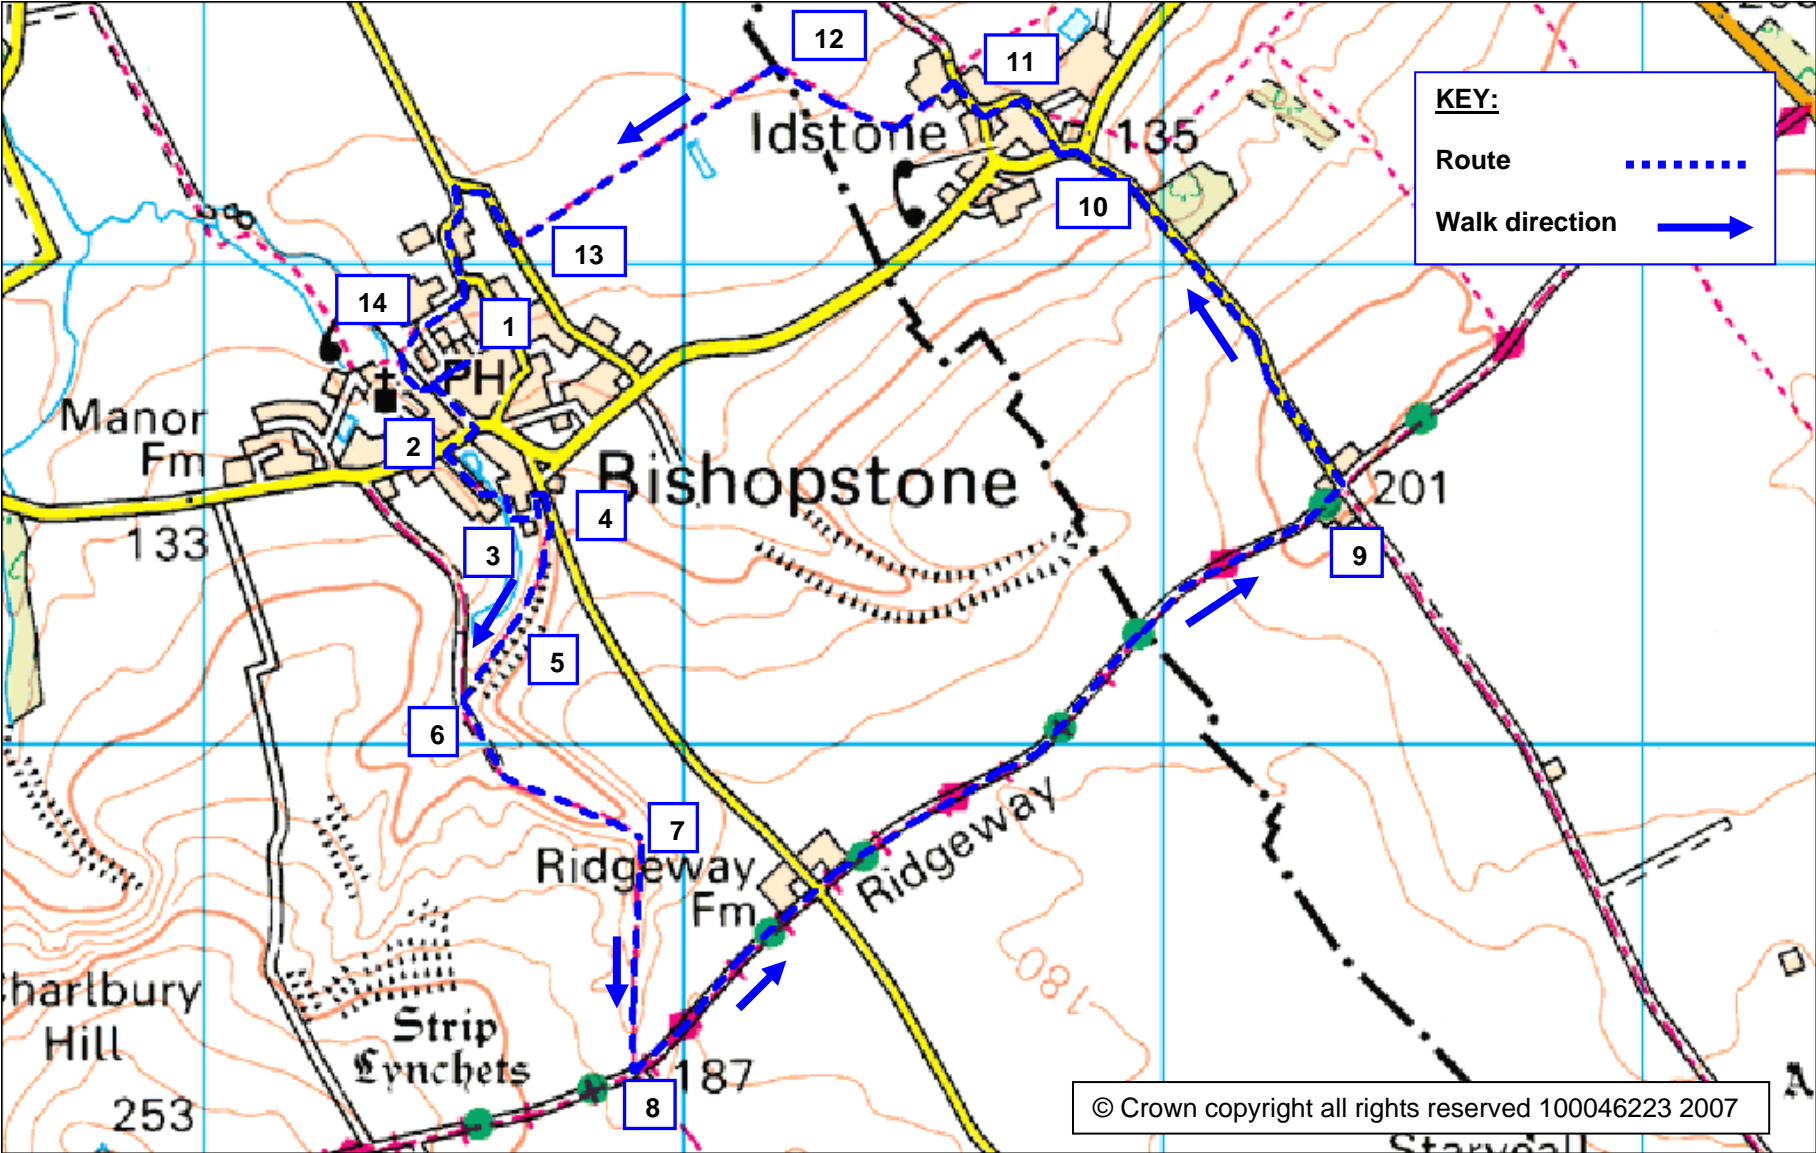 12
11
KEY:
Route
Walk direction
Idstone
135
10
13
14
1
PH
Manor
Fm
2
Bishopstone
201
4
133
3
9
5
6
7
Ridgeway
Fm
Ridgeway
180
Charlbury
Hill
Strip
Lynchets
187
253
8
A
© Crown copyright all rights reserved 100046223 2007